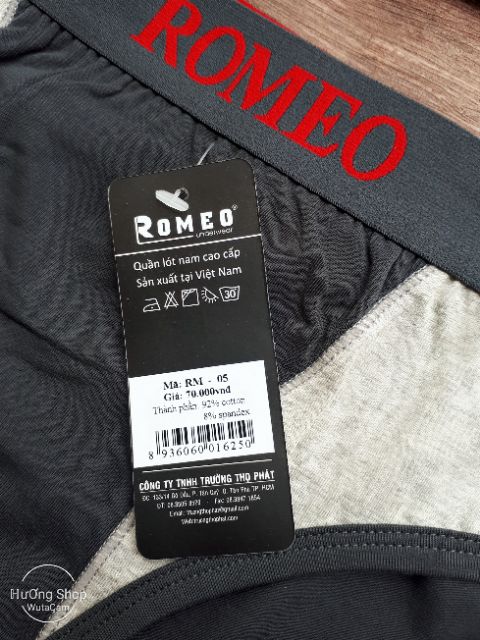 ROMEO
ROMEO®
underwear
Quần lót nam cao cấp
Sản xuất tại Việt Nam
30
Mã: RM - 05
Giá: 70.000vnđ
Thành phần: 92% cotton
8% spandex
8 936060 016250
CÔNG TY TNHH TRƯỜNG THỌ PHÁT
Hương Shop
WutaCam